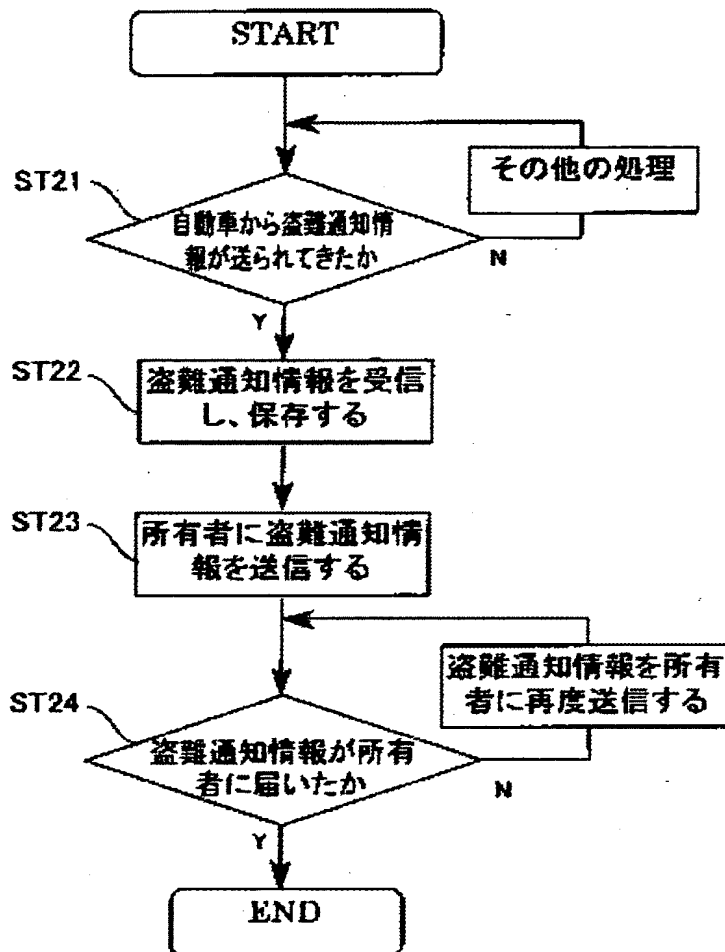 START
その他の処理
ST21
自動車から盗難通知情
報が送られてきたか
N
Y
ST22
盗難通知情報を受信
し、保存する
ST23
所有者に盗難通知情
報を送信する
盗難通知情報を所有
者に再度送信する
ST24
盗難通知情報が所有
者に届いたか
N
Y
END